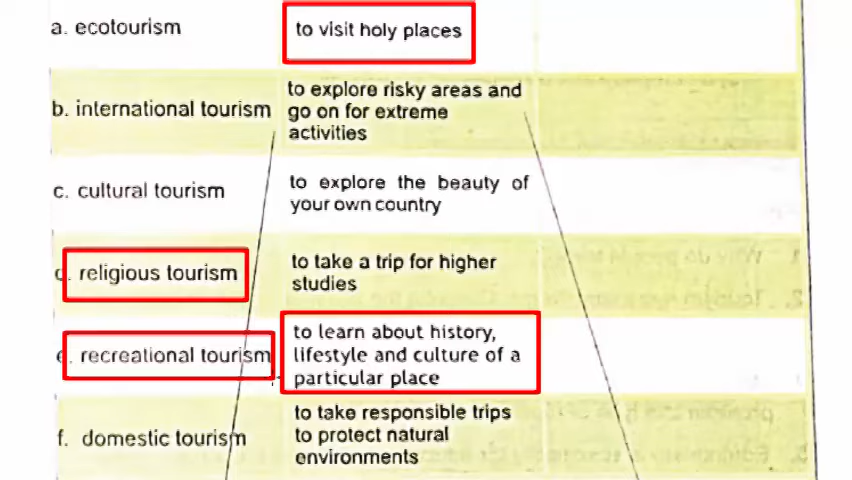 a. ecotourism
to visit holy places
b. international tourism
to explore risky areas and
go on for extreme
activities
c. cultural tourism
to explore the beauty of
your own country
d. religious tourism
to take a trip for higher
studies
e. recreational tourism
to learn about history,
lifestyle and culture of a
particular place
f. domestic tourism
to take responsible trips
to protect natural
environments